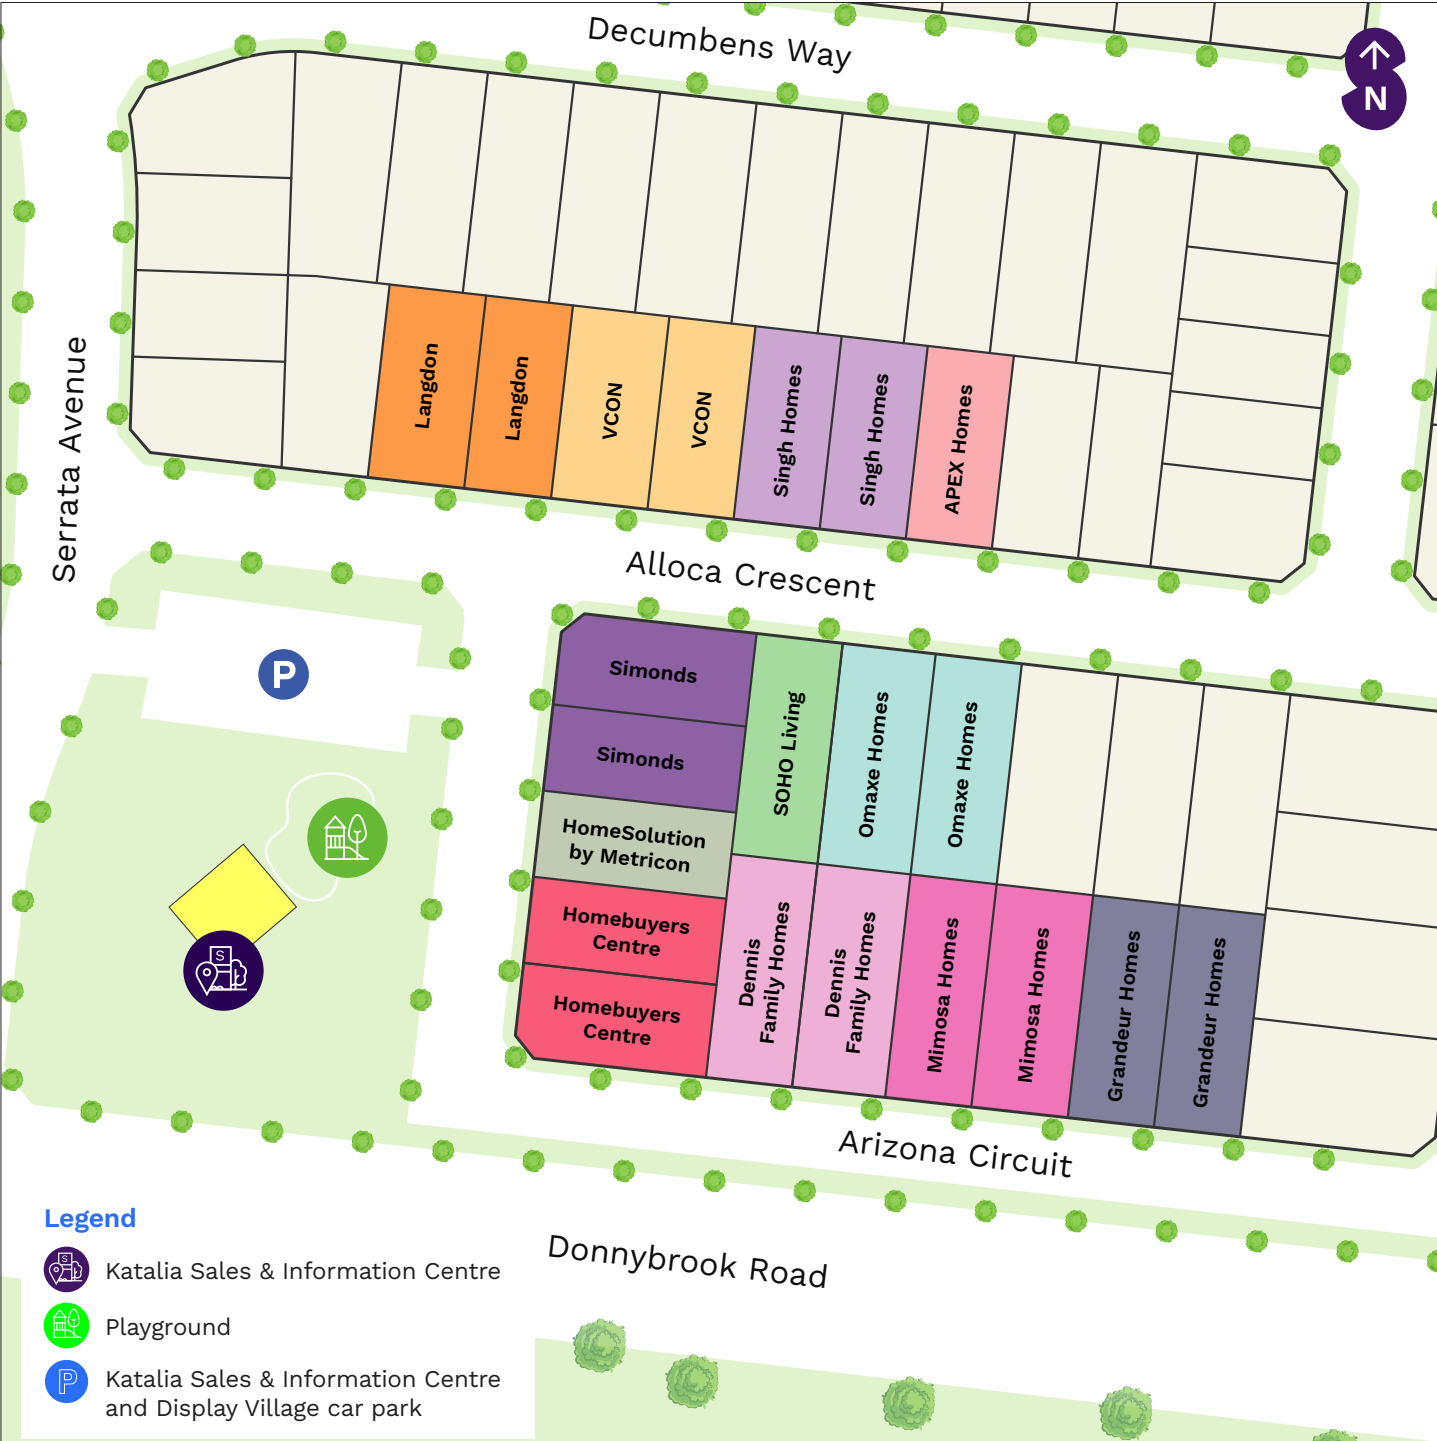 Decumbens Way
N
Serrata Avenue
Langdon
Langdon
VCON
VCON
Singh Homes
Singh Homes
APEX Homes
Alloca Crescent
P
Simonds
Simonds
HomeSolution
by Metricon
Homebuyers
Centre
Homebuyers
Centre
SOHO Living
Omaxe Homes
Omaxe Homes
Dennis
Family Homes
Dennis
Family Homes
Mimosa Homes
Mimosa Homes
Grandeur Homes
Grandeur Homes
S
Arizona Circuit
Donnybrook Road
Legend
S
Katalia Sales & Information Centre
Playground
P
Katalia Sales & Information Centre
and Display Village car park